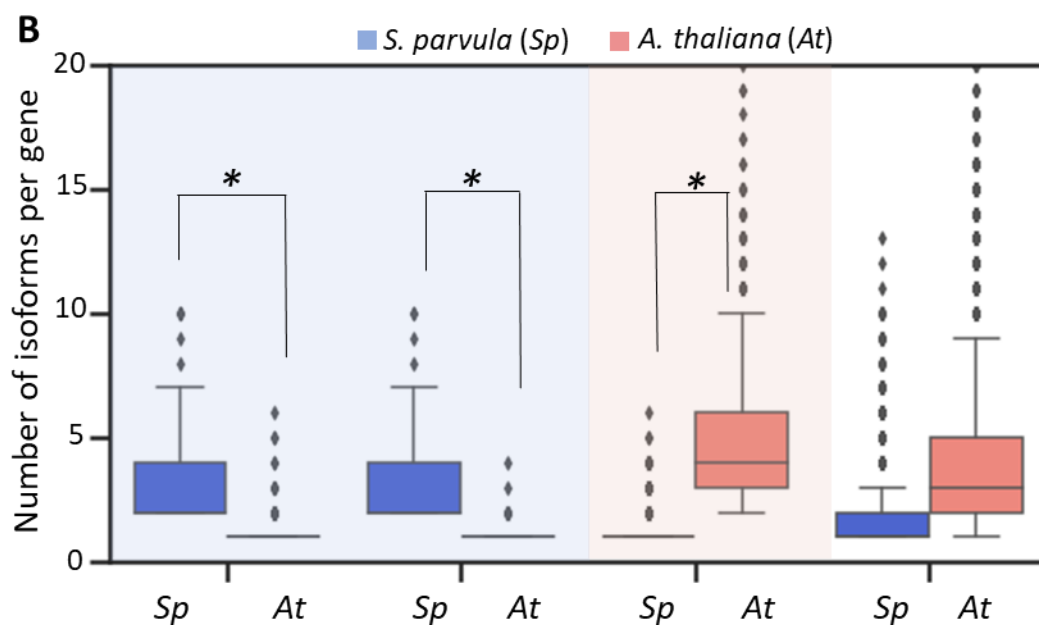 B
S. parvula (Sp) A. thaliana (At)
Number of isoforms per gene
20
15
10
5
0
* * *
Sp At Sp At Sp At Sp At